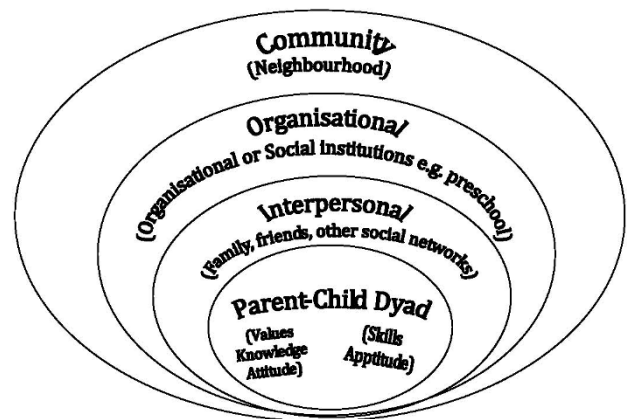 Community
(Neighbourhood)
Organisational
(Organisational or Social institutions e.g. preschool)
Interpersonal
(Family, friends, other social networks)
Parent-Child Dyad
(Values
Knowledge
Attitude)
(Skills
Apptitude)